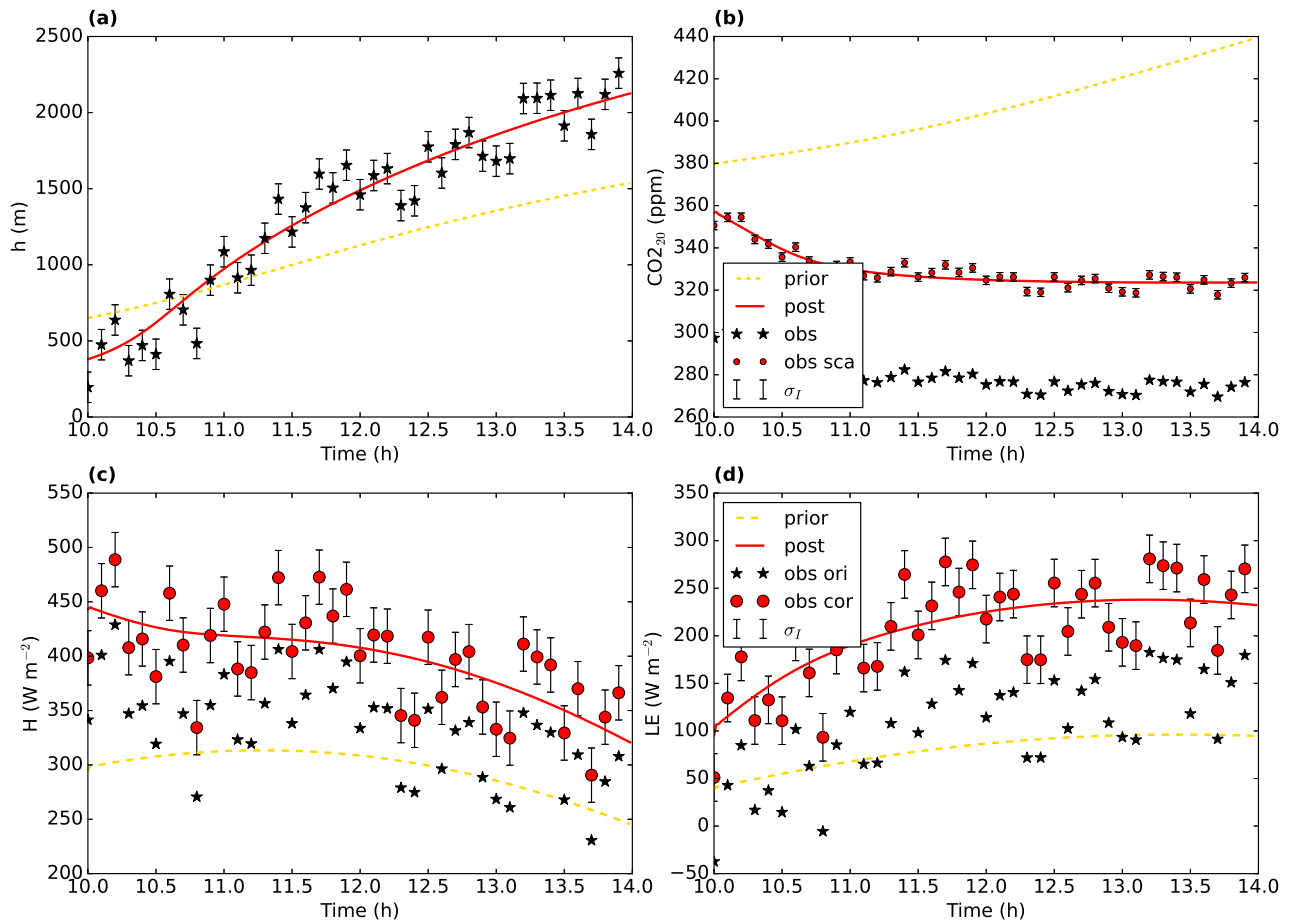 (a)
2500
2000
1500
1000
500
0
h (m)
10.0 10.5 11.0 11.5 12.0 12.5 13.0 13.5 14.0
Time (h)
(b)
440
420
400
380
360
340
320
300
280
260
CO2₂₀ (ppm)
prior
post
obs
obs sca
σ_I
10.0 10.5 11.0 11.5 12.0 12.5 13.0 13.5 14.0
Time (h)
(c)
550
500
450
400
350
300
250
200
H (W m⁻²)
10.0 10.5 11.0 11.5 12.0 12.5 13.0 13.5 14.0
Time (h)
(d)
350
300
250
200
150
100
50
0
−50
LE (W m⁻²)
prior
post
obs ori
obs cor
σ_I
10.0 10.5 11.0 11.5 12.0 12.5 13.0 13.5 14.0
Time (h)